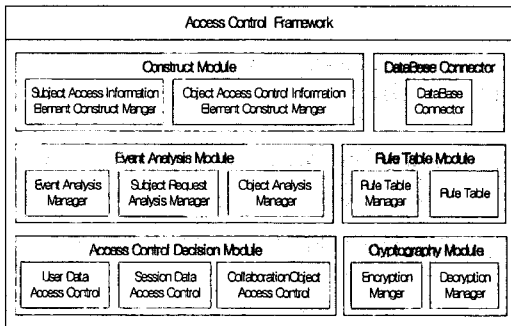 Access Control Framework
Construct Module
DataBase Connector
Subject Access Information
Element Construct Manger
Object Access Control Information
Element Construct Manger
DataBase
Connector
Event Analysis Module
Rule Table Module
Event Analysis
Manager
Subject Request
Analysis Manager
Object Analysis
Manager
Rule Table
Manager
Rule Table
Access Control Decision Module
Cryptography Module
User Data
Access Control
Session Data
Access Control
CollaborationObject
Access Control
Encryption
Manger
Decryption
Manager